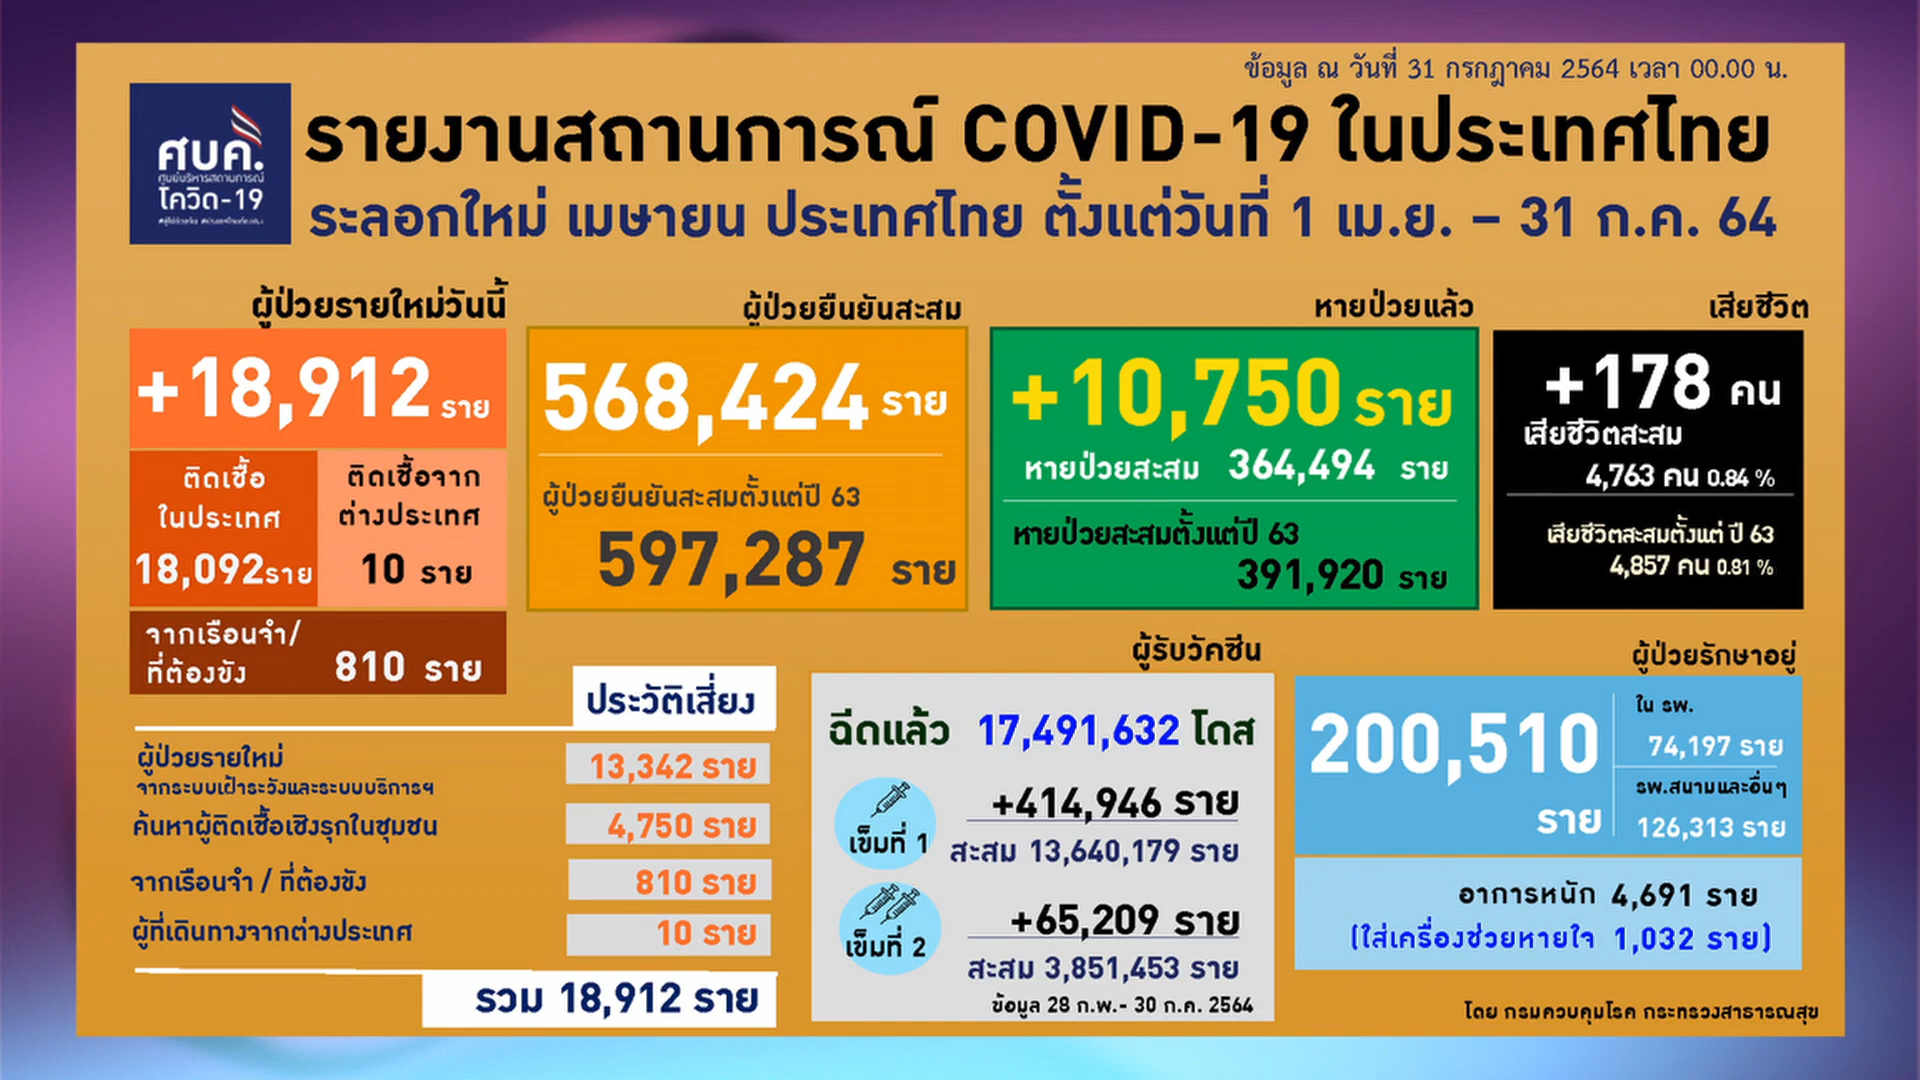 ข้อมูล ณ วันที่ 31 กรกฎาคม 2564 เวลา 00.00 น.
ศบค.
ศูนย์บริหารสถานการณ์
โควิด-19
รายงานสถานการณ์ COVID-19 ในประเทศไทย
ระลอกใหม่ เมษายน ประเทศไทย ตั้งแต่วันที่ 1 เม.ย. – 31 ก.ค. 64
ผู้ป่วยรายใหม่วันนี้
+18,912 ราย
ติดเชื้อ
ในประเทศ
18,092ราย
ติดเชื้อจาก
ต่างประเทศ
10 ราย
จากเรือนจำ/
ที่ต้องขัง
810 ราย
ผู้ป่วยยืนยันสะสม
568,424 ราย
ผู้ป่วยยืนยันสะสมตั้งแต่ปี 63
597,287 ราย
หายป่วยแล้ว
+10,750 ราย
หายป่วยสะสม 364,494 ราย
หายป่วยสะสมตั้งแต่ปี 63
391,920 ราย
เสียชีวิต
+178 คน
เสียชีวิตสะสม
4,763 คน 0.84 %
เสียชีวิตสะสมตั้งแต่ ปี 63
4,857 คน 0.81 %
ประวัติเสี่ยง
ผู้ป่วยรายใหม่
จากระบบเฝ้าระวังและระบบบริการฯ
13,342 ราย
ค้นหาผู้ติดเชื้อเชิงรุกในชุมชน
4,750 ราย
จากเรือนจำ / ที่ต้องขัง
810 ราย
ผู้ที่เดินทางจากต่างประเทศ
10 ราย
รวม 18,912 ราย
ผู้รับวัคซีน
ฉีดแล้ว 17,491,632 โดส
เข็มที่ 1
+414,946 ราย
สะสม 13,640,179 ราย
เข็มที่ 2
+65,209 ราย
สะสม 3,851,453 ราย
ข้อมูล 28 ก.พ.- 30 ก.ค. 2564
ผู้ป่วยรักษาอยู่
200,510
ราย
ใน รพ.
74,197 ราย
รพ.สนามและอื่นๆ
126,313 ราย
อาการหนัก 4,691 ราย
(ใส่เครื่องช่วยหายใจ 1,032 ราย)
โดย กรมควบคุมโรค กระทรวงสาธารณสุข